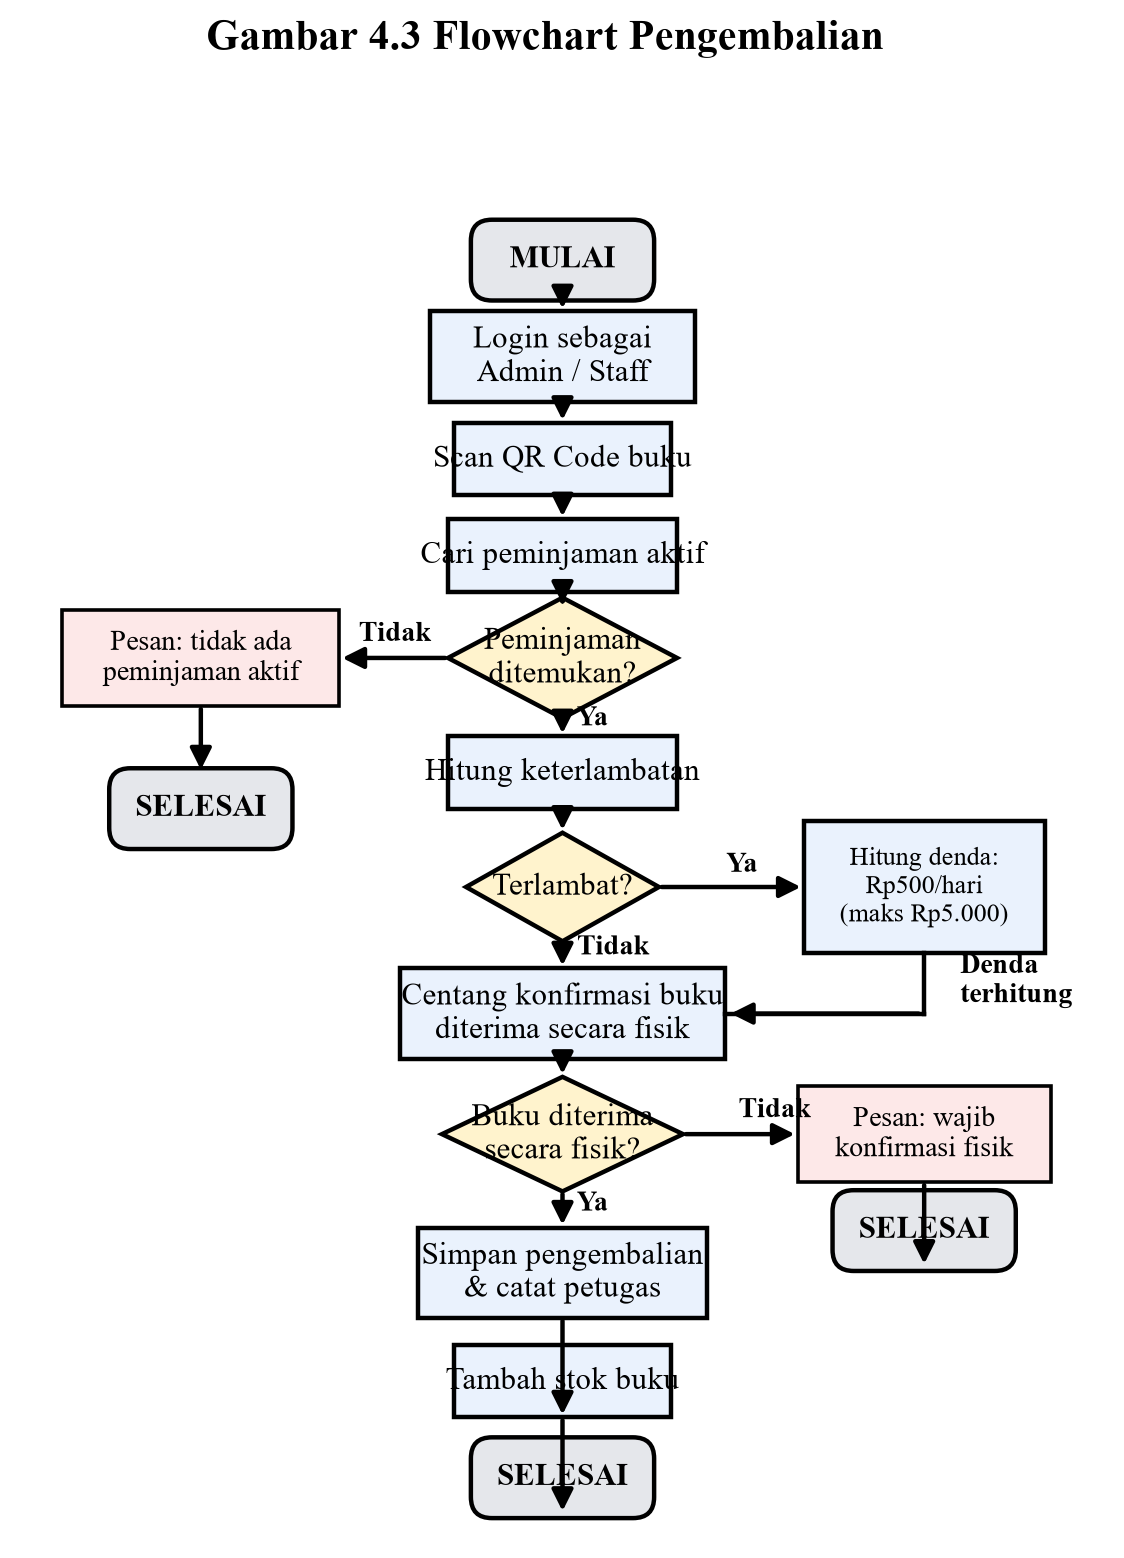 Gambar 4.3 Flowchart Pengembalian
MULAI
Login sebagai
Admin / Staff
Scan QR Code buku
Cari peminjaman aktif
Peminjaman
ditemukan?
Tidak
Pesan: tidak ada
peminjaman aktif
SELESAI
Ya
Hitung keterlambatan
Terlambat?
Ya
Hitung denda:
Rp500/hari
(maks Rp5.000)
Denda
terhitung
Tidak
Centang konfirmasi buku
diterima secara fisik
Buku diterima
secara fisik?
Tidak
Pesan: wajib
konfirmasi fisik
SELESAI
Ya
Simpan pengembalian
& catat petugas
Tambah stok buku
SELESAI